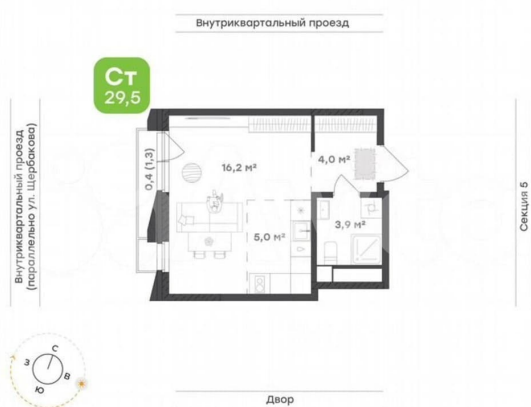 Внутриквартальный проезд
Ст
29,5
Внутриквартальный проезд
(параллельно ул. Щербакова)
0,4 (1,3)
16,2 м²
4,0 м²
5,0 м²
3,9 м²
Секция 5
С
З
В
Ю
Двор